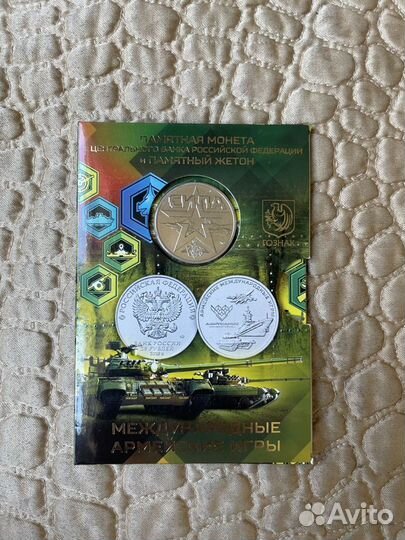 ПАМЯТНАЯ МОНЕТА
ЦЕНТРАЛЬНОГО БАНКА РОССИЙСКОЙ ФЕДЕРАЦИИ
и ПАМЯТНЫЙ ЖЕТОН
ГОЗНАК
РОССИЙСКАЯ ФЕДЕРАЦИЯ
БАНК РОССИИ
АРМЕЙСКИЕ МЕЖДУНАРОДНЫЕ ИГРЫ
МЕЖДУНАРОДНЫЕ
АРМЕЙСКИЕ ИГРЫ
Avito